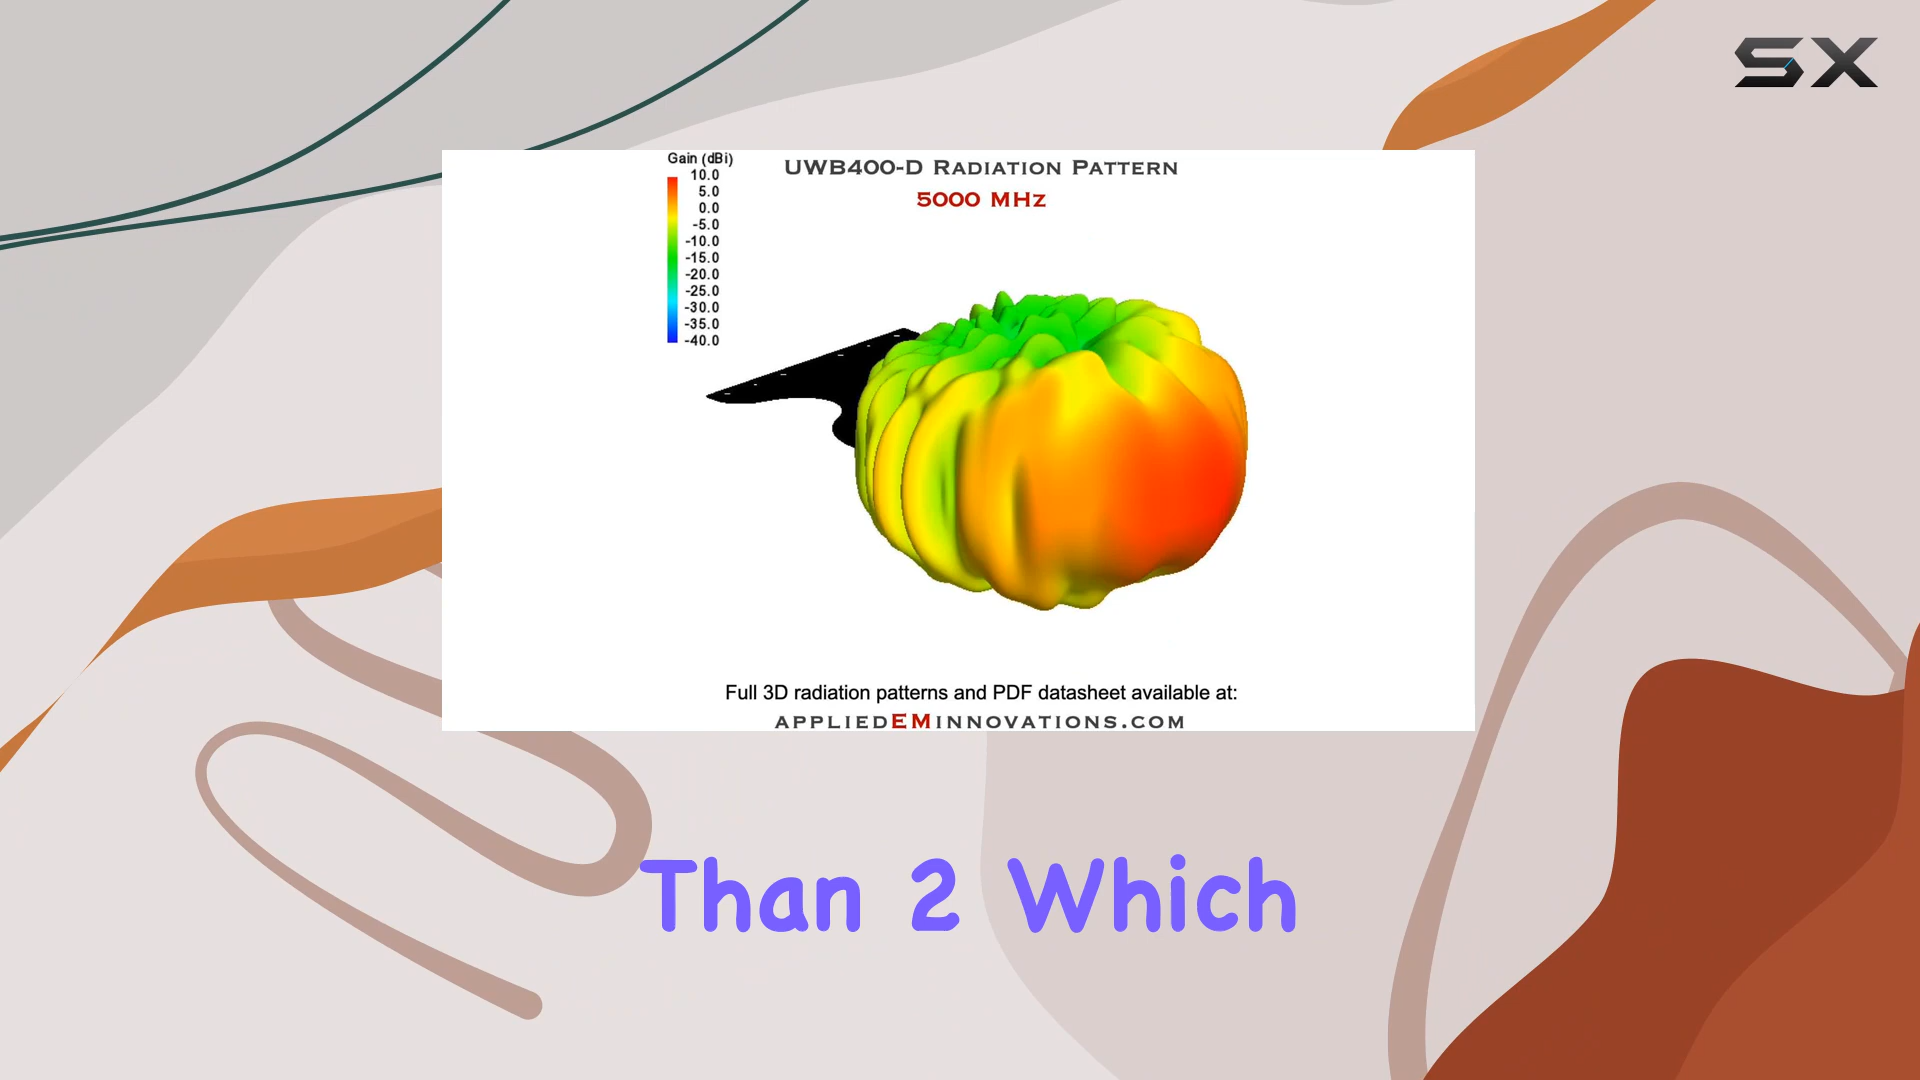 SX
Gain (dBi)
10.0
5.0
0.0
-5.0
-10.0
-15.0
-20.0
-25.0
-30.0
-35.0
-40.0
UWB400-D Radiation Pattern
5000 MHz
Full 3D radiation patterns and PDF datasheet available at:
APPLIEDEMINNOVATIONS.COM
Than 2 Which